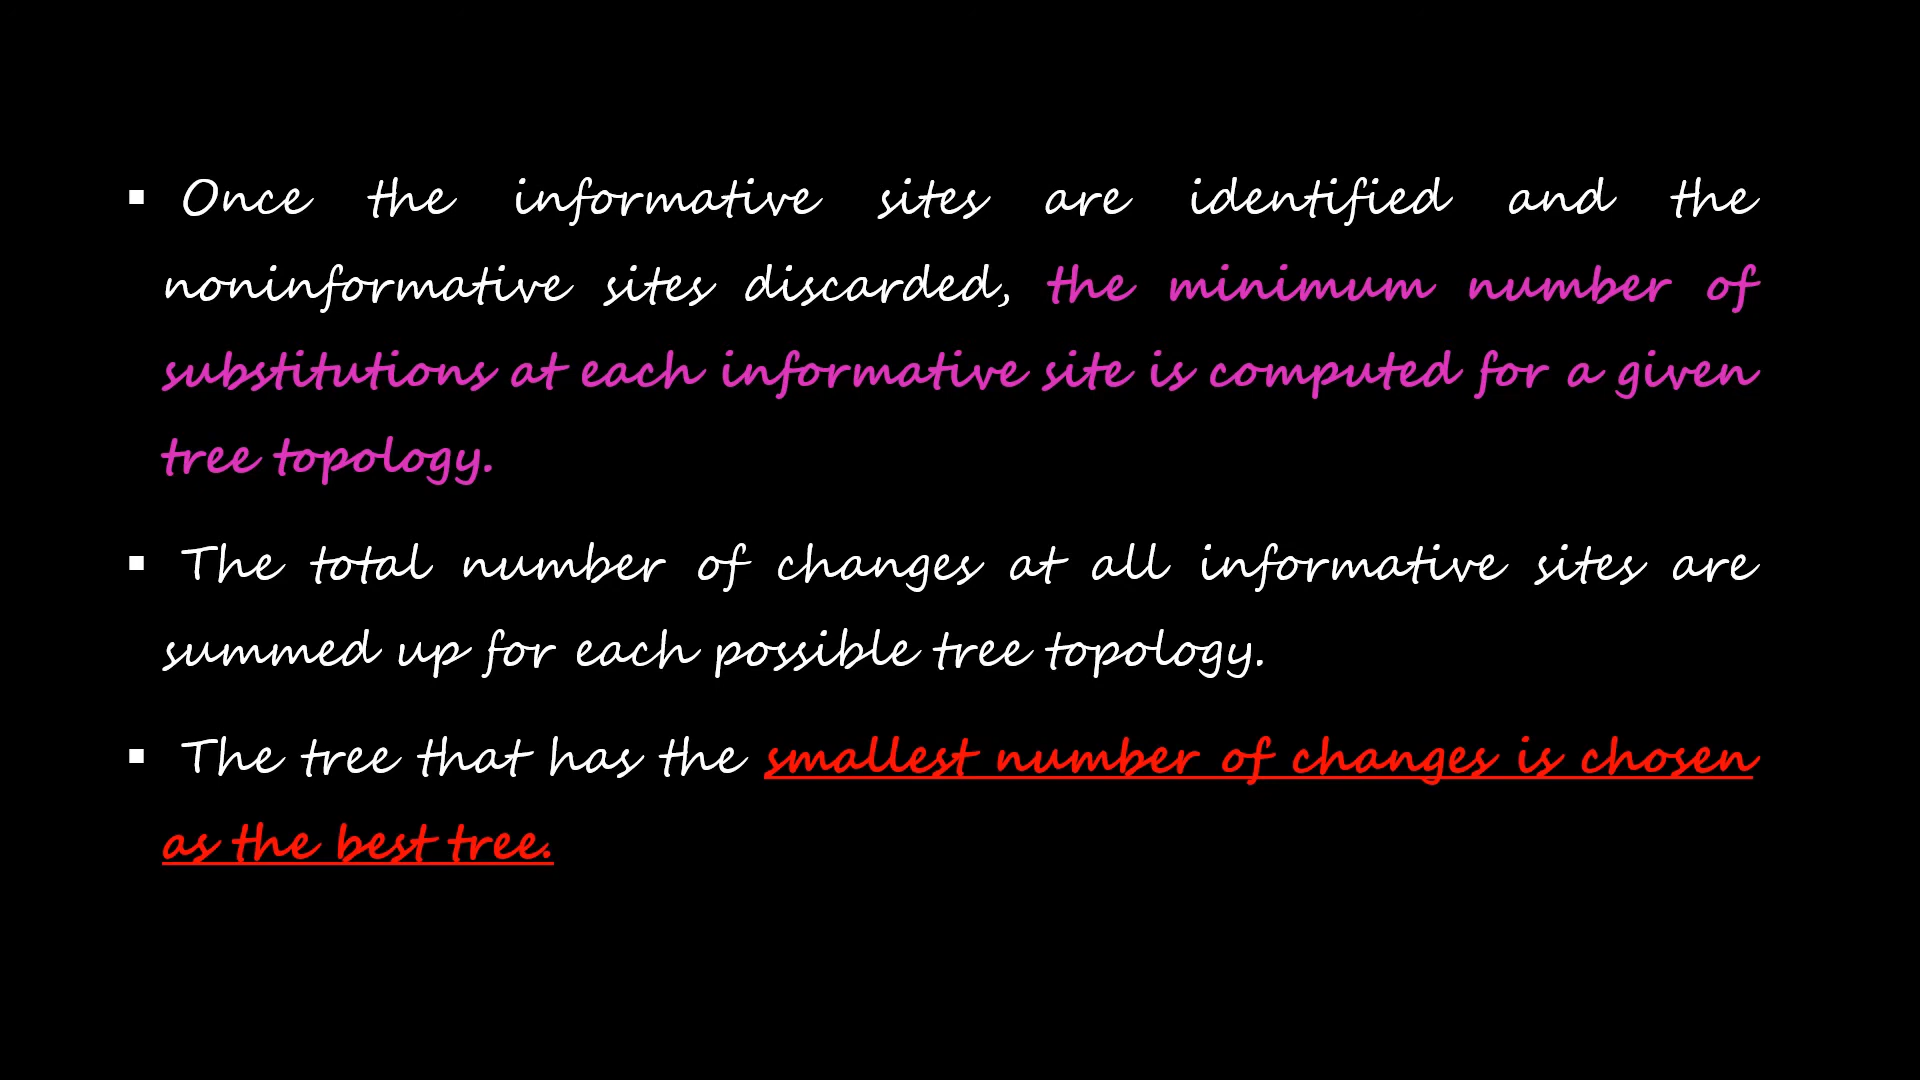 ▪ Once the informative sites are identified and the
noninformative sites discarded, the minimum number of
substitutions at each informative site is computed for a given
tree topology.
▪ The total number of changes at all informative sites are
summed up for each possible tree topology.
▪ The tree that has the smallest number of changes is chosen
as the best tree.